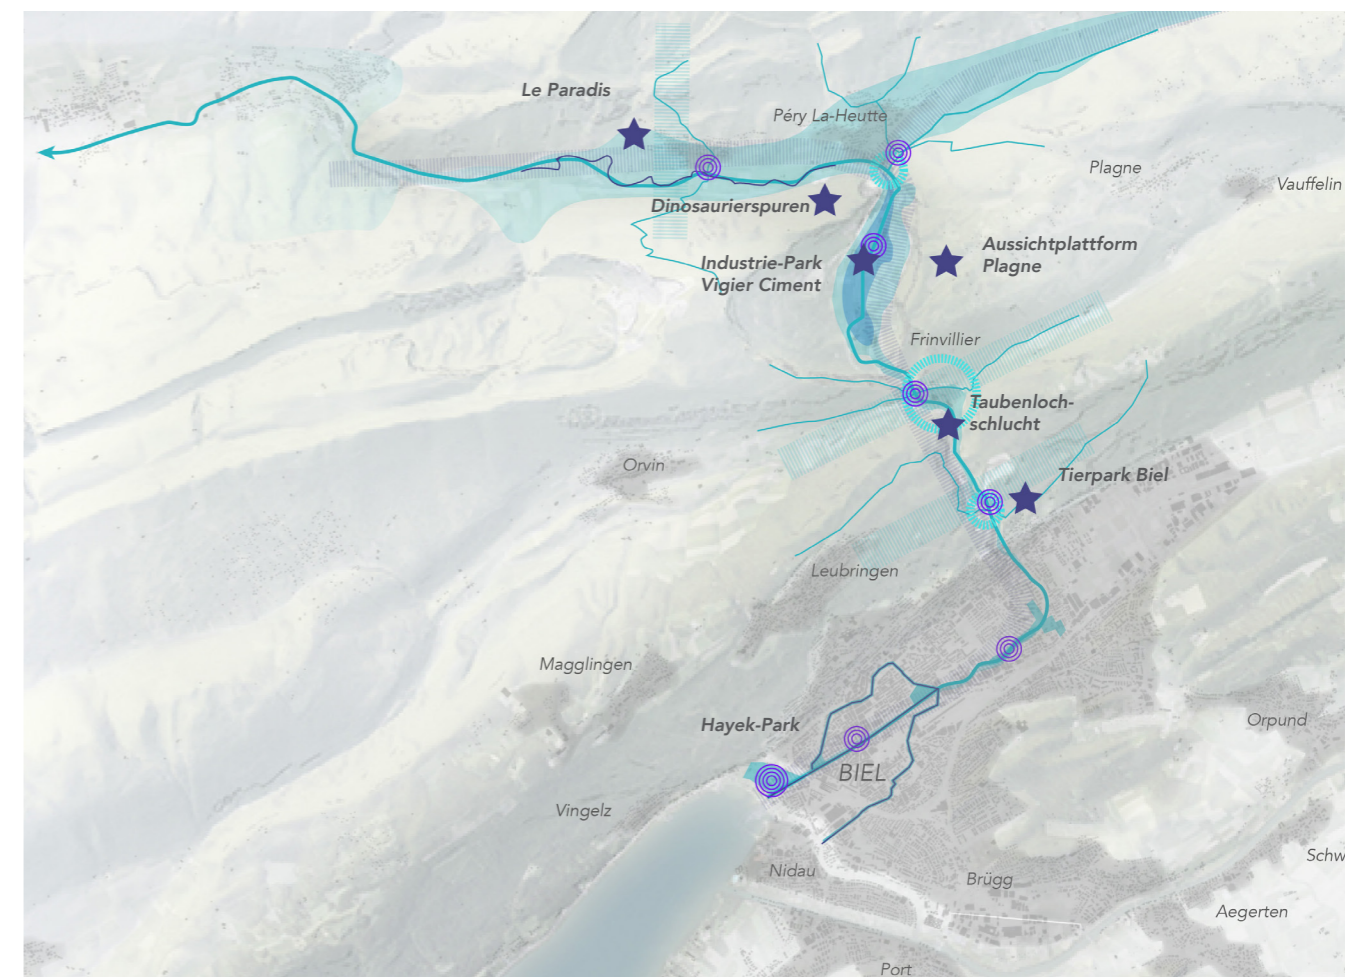 Le Paradis
Péry La-Heutte
Plagne
Vauffelin
Dinosaurierspuren
Aussichtplattform
Plagne
Industrie-Park
Vigier Ciment
Frinvillier
Taubenloch-
schlucht
Orvin
Tierpark Biel
Leubringen
Magglingen
Hayek-Park
Orpund
BIEL
Vingelz
Nidau
Brügg
Schw
Aegerten
Port